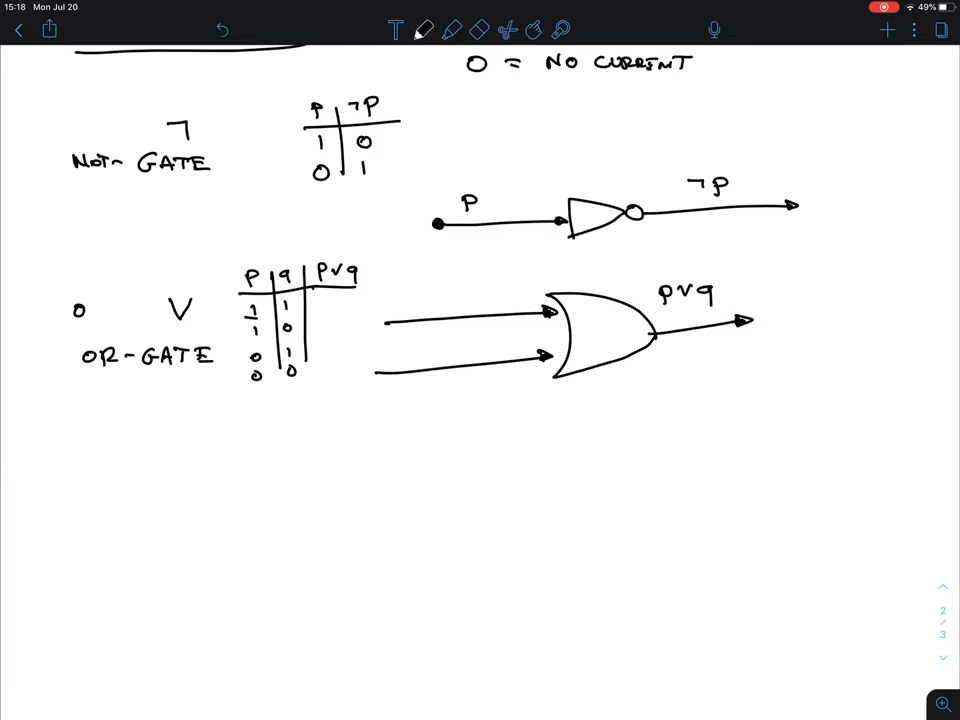 15:18 Mon Jul 20
49%
T
0 = NO CURRENT
P ¬P
¬
1 0
NOT- GATE
0 1
P
¬P
P q P∨q
0
∨
1 1
1 0
P∨q
OR-GATE
0 1
0 0
2
/
3